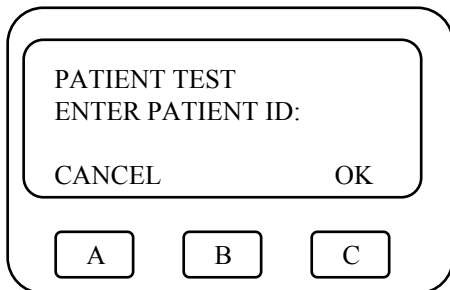 PATIENT TEST
ENTER PATIENT ID:
CANCEL OK
A B C